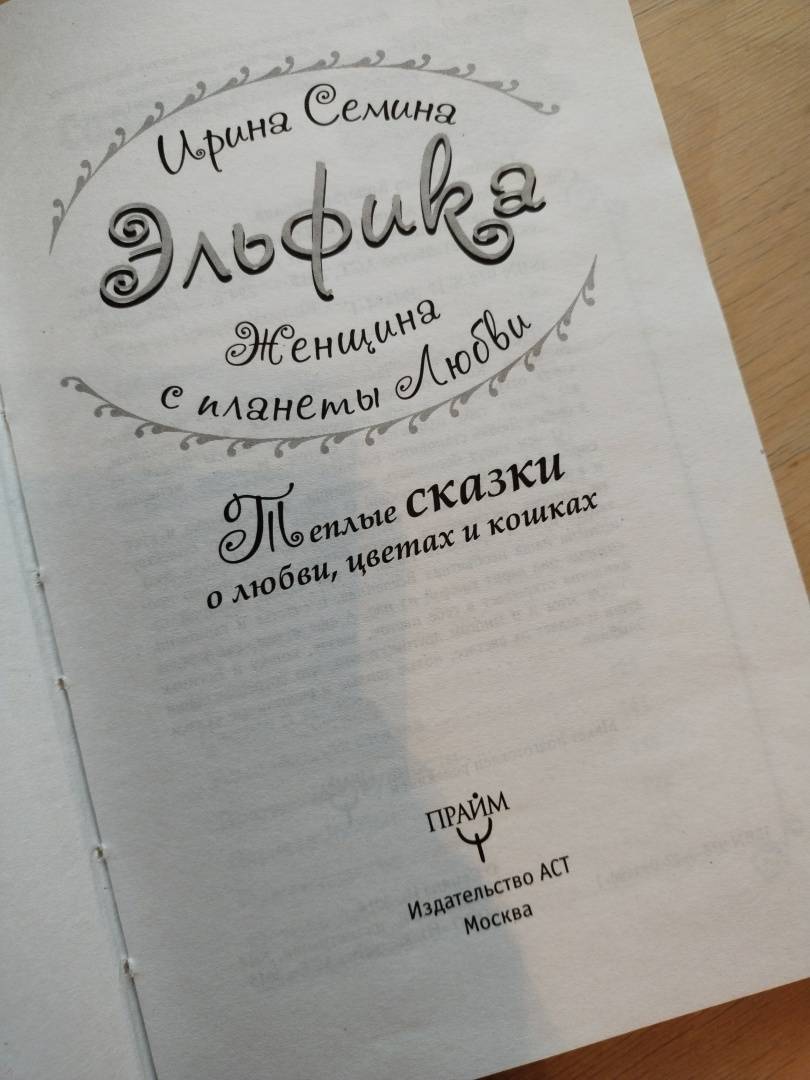 Ирина Семина
Эльфика
Женщина
с планеты Любви
Теплые сказки
о любви, цветах и кошках
ПРАЙМ
Издательство АСТ
Москва